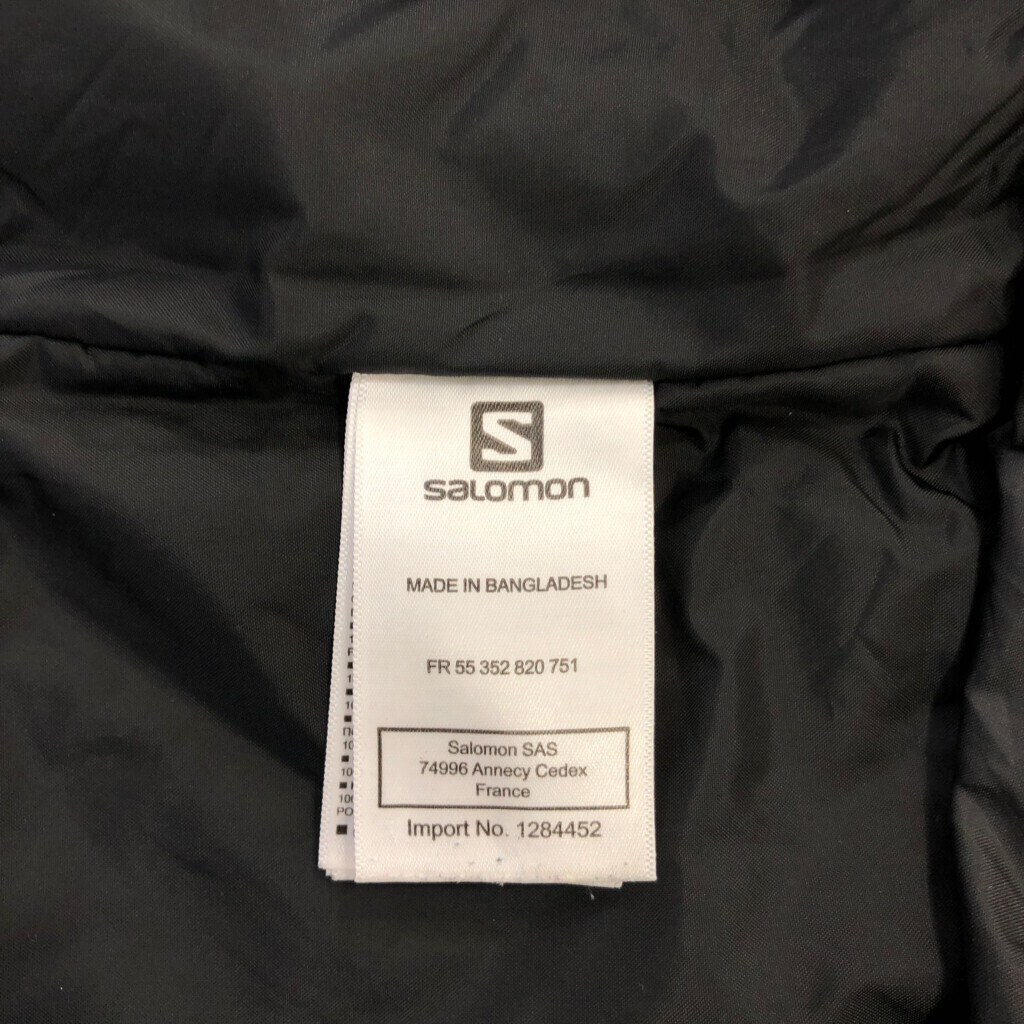 S
salomon
MADE IN BANGLADESH
FR 55 352 820 751
Salomon SAS
74996 Annecy Cedex
France
Import No. 1284452